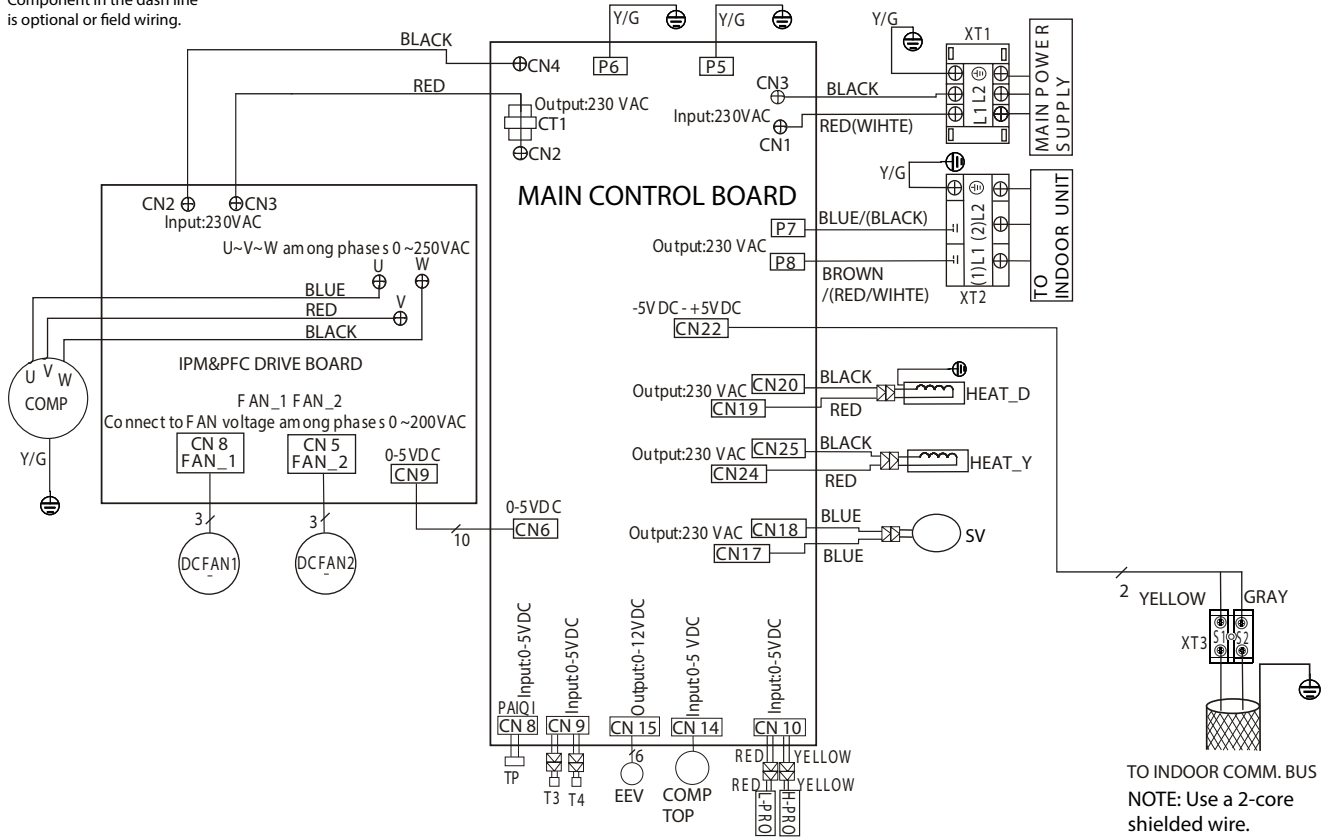 Component in the dash line
is optional or field wiring.
Y/G
Y/G
Y/G
BLACK
CN4
P6
P5
XT1
RED
Output:230 VAC
CT1
CN2
CN3
BLACK
Input:230VAC
RED(WIHTE)
CN1
L1 L2
MAIN POWER
SUPPLY
MAIN CONTROL BOARD
Y/G
CN2
CN3
Input:230VAC
U~V~W among phases 0 ~250VAC
U
W
V
BLUE
RED
BLACK
BLUE/(BLACK)
P7
Output:230 VAC
P8
BROWN
/(RED/WIHTE)
(1)L1 (2)L2
XT2
TO
INDOOR UNIT
-5V DC - +5V DC
CN22
IPM&PFC DRIVE BOARD
U V W
COMP
Y/G
FAN_1 FAN_2
Connect to FAN voltage among phases 0 ~200VAC
CN 8
FAN_1
CN 5
FAN_2
0-5VDC
CN9
3
3
10
DCFAN1
DCFAN2
0-5VDC
CN6
Output:230 VAC
CN20
BLACK
CN19
RED
HEAT_D
Output:230 VAC
CN25
BLACK
CN24
RED
HEAT_Y
Output:230 VAC
CN18
BLUE
CN17
BLUE
SV
2
YELLOW
GRAY
XT3
S1
S2
Input:0-5VDC
Input:0-5VDC
Output:0-12VDC
Input:0-5 VDC
Input:0-5VDC
PAIQI
CN 8
CN 9
CN 15
CN 14
CN 10
TP
T3
T4
6
EEV
COMP
TOP
RED
YELLOW
RED
YELLOW
L-PRO
H-PRO
TO INDOOR COMM. BUS
NOTE: Use a 2-core
shielded wire.